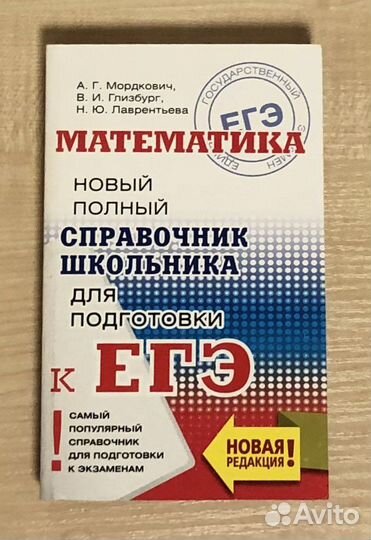 А. Г. Мордкович,
В. И. Глизбург,
Н. Ю. Лаврентьева
ГОСУДАРСТВЕННЫЙ
ЕГЭ
МАТЕМАТИКА
НОВЫЙ
ПОЛНЫЙ
СПРАВОЧНИК
ШКОЛЬНИКА
ДЛЯ
ПОДГОТОВКИ
К ЕГЭ
! САМЫЙ
ПОПУЛЯРНЫЙ
СПРАВОЧНИК
ДЛЯ ПОДГОТОВКИ
К ЭКЗАМЕНАМ
НОВАЯ
РЕДАКЦИЯ!
Avito